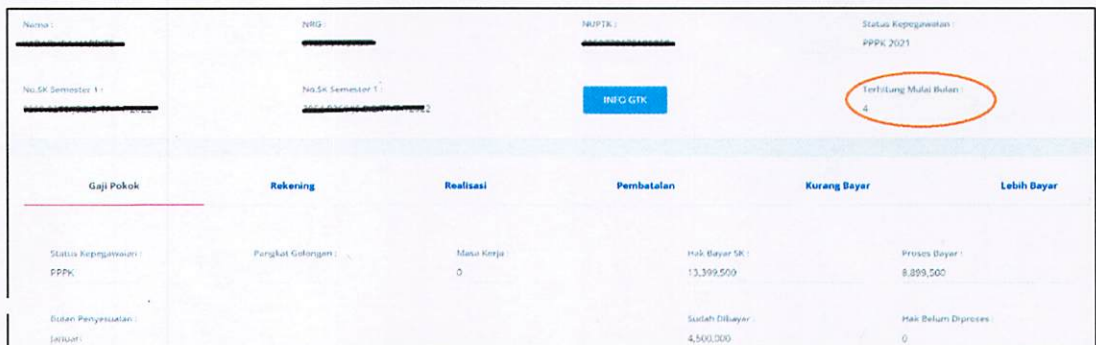 Nama : NRG : NUPTK : Status Kepegawaian :
PPPK 2021
No.SK Semester 1 : No.SK Semester 1 : INFO GTK Terhitung Mulai Bulan :
4
Gaji Pokok Rekening Realisasi Pembatalan Kurang Bayar Lebih Bayar
Status Kepegawaian : Pangkat Golongan : Masa Kerja : Hak Bayar SK : Proses Bayar :
PPPK 0 13,399,500 8,899,500
Bulan Penyesuaian : Sudah Dibayar : Hak Belum Diproses :
Januari 4,500,000 0